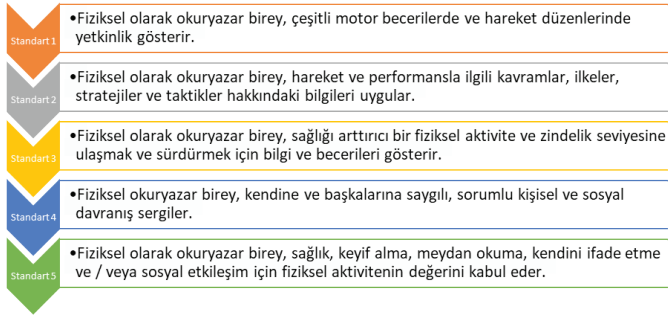 Standart 1
•Fiziksel olarak okuryazar birey, çeşitli motor becerilerde ve hareket düzenlerinde
yetkinlik gösterir.
Standart 2
•Fiziksel olarak okuryazar birey, hareket ve performansla ilgili kavramlar, ilkeler,
stratejiler ve taktikler hakkındaki bilgileri uygular.
Standart 3
•Fiziksel olarak okuryazar birey, sağlığı arttırıcı bir fiziksel aktivite ve zindelik seviyesine
ulaşmak ve sürdürmek için bilgi ve becerileri gösterir.
Standart 4
•Fiziksel okuryazar birey, kendine ve başkalarına saygılı, sorumlu kişisel ve sosyal
davranış sergiler.
Standart 5
•Fiziksel olarak okuryazar birey, sağlık, keyif alma, meydan okuma, kendini ifade etme
ve / veya sosyal etkileşim için fiziksel aktivitenin değerini kabul eder.